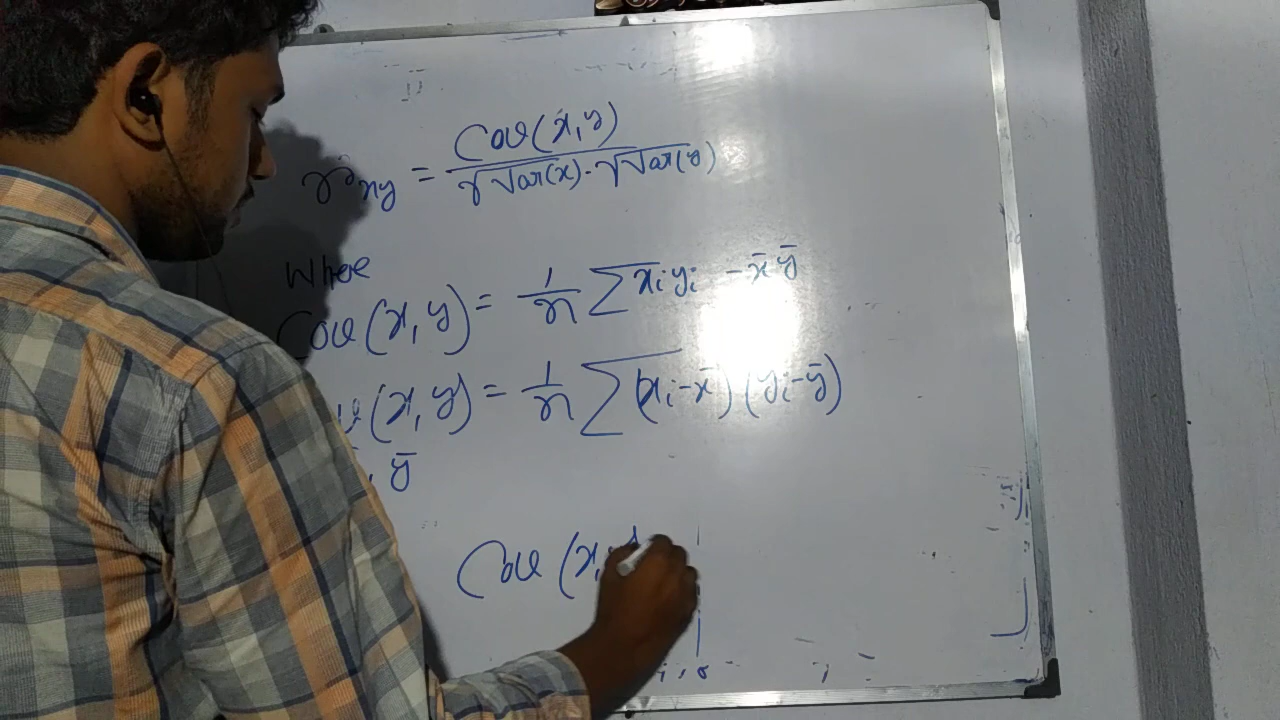 r_xy = Cov(x, y) / √Var(x) · √Var(y)
Where
Cov(x, y) = 1/n ∑ x_i y_i - x̄ ȳ
(x, y) = 1/n ∑ (x_i - x̄) (y_i - ȳ)
, ȳ
Cov (x,